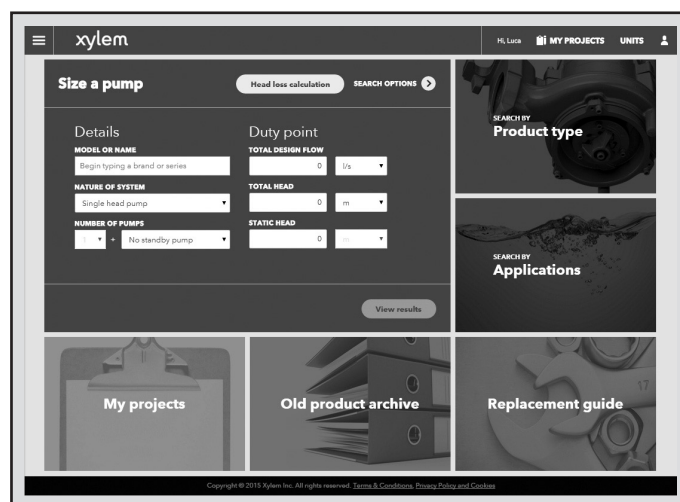 xylem
Hi, Luca
MY PROJECTS
UNITS
Size a pump
Head loss calculation
SEARCH OPTIONS
Details
MODEL OR NAME
Begin typing a brand or series
NATURE OF SYSTEM
Single head pump
NUMBER OF PUMPS
+ No standby pump
Duty point
TOTAL DESIGN FLOW
0 l/s
TOTAL HEAD
0 m
STATIC HEAD
0 m
View results
SEARCH BY
Product type
SEARCH BY
Applications
My projects
Old product archive
Replacement guide
17
Copyright © 2015 Xylem Inc. All rights reserved. Terms & Conditions, Privacy Policy and Cookies